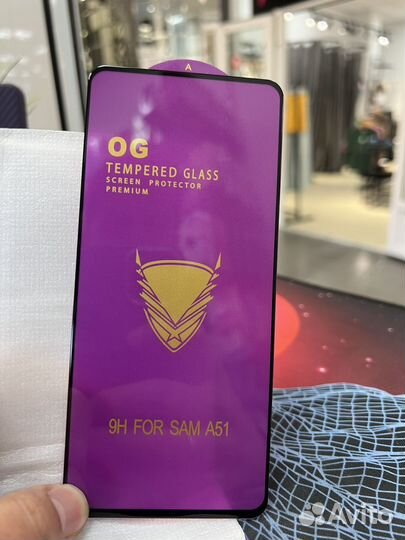 A
OG
TEMPERED GLASS
SCREEN PROTECTOR
PREMIUM
9H FOR SAM A51
Avito